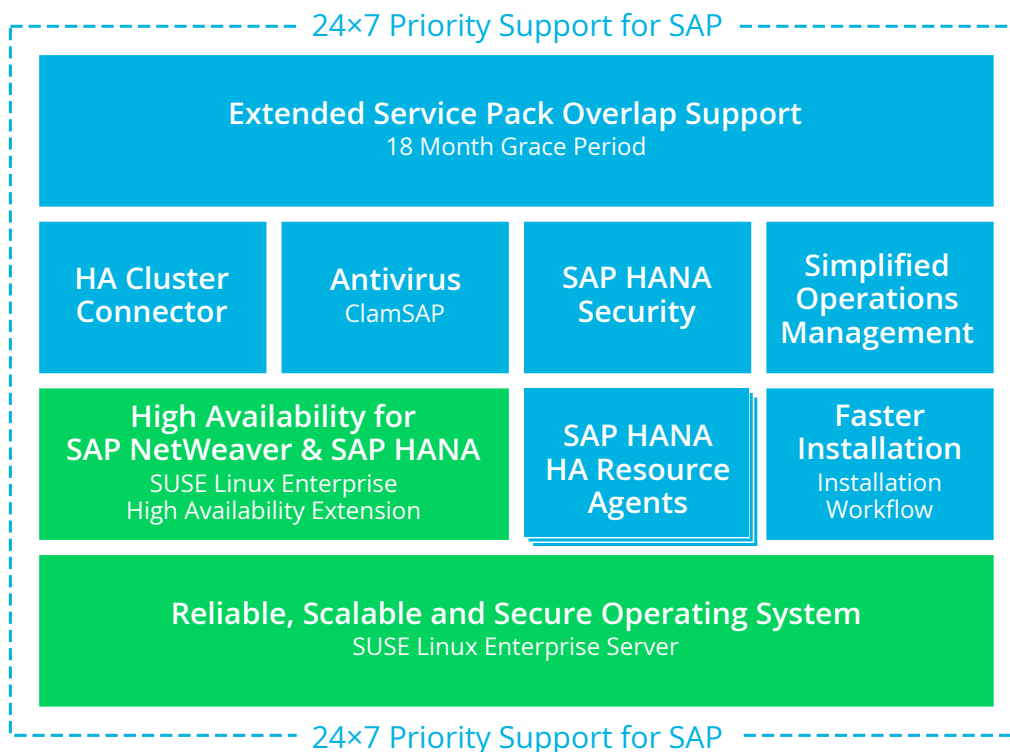 24×7 Priority Support for SAP
Extended Service Pack Overlap Support
18 Month Grace Period
HA Cluster
Connector
Antivirus
ClamSAP
SAP HANA
Security
Simplified
Operations
Management
High Availability for
SAP NetWeaver & SAP HANA
SUSE Linux Enterprise
High Availability Extension
SAP HANA
HA Resource
Agents
Faster
Installation
Installation
Workflow
Reliable, Scalable and Secure Operating System
SUSE Linux Enterprise Server
24×7 Priority Support for SAP